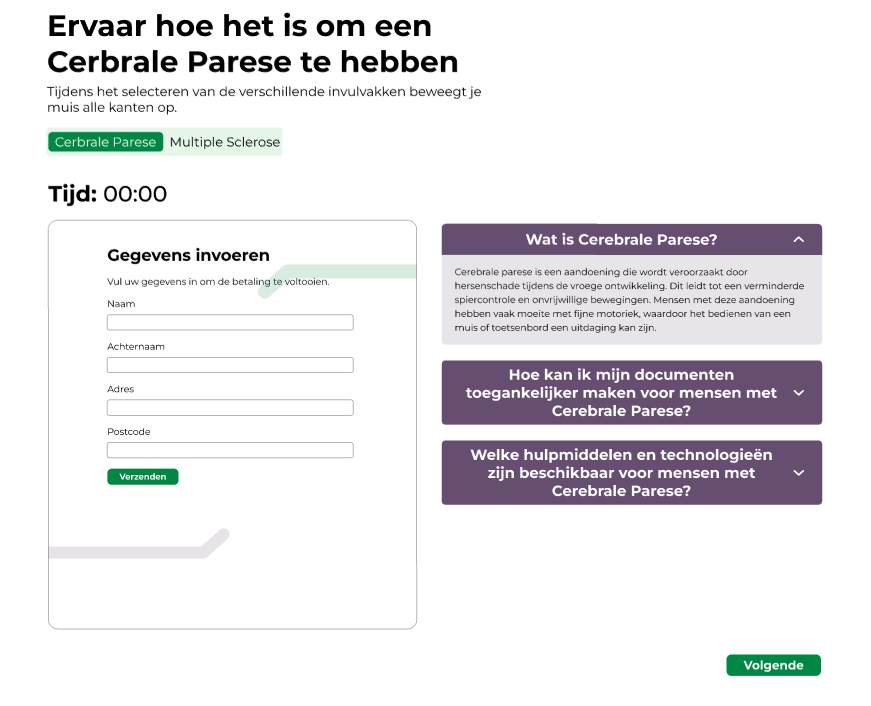 Ervaar hoe het is om een
Cerbrale Parese te hebben
Tijdens het selecteren van de verschillende invulvakken beweegt je
muis alle kanten op.
Cerbrale Parese Multiple Sclerose
Tijd: 00:00
Gegevens invoeren
Vul uw gegevens in om de betaling te voltooien.
Naam
Achternaam
Adres
Postcode
Verzenden
Wat is Cerebrale Parese?
Cerebrale parese is een aandoening die wordt veroorzaakt door
hersenschade tijdens de vroege ontwikkeling. Dit leidt tot een verminderde
spiercontrole en onvrijwillige bewegingen. Mensen met deze aandoening
hebben vaak moeite met fijne motoriek, waardoor het bedienen van een
muis of toetsenbord een uitdaging kan zijn.
Hoe kan ik mijn documenten
toegankelijker maken voor mensen met
Cerebrale Parese?
Welke hulpmiddelen en technologieën
zijn beschikbaar voor mensen met
Cerebrale Parese?
Volgende